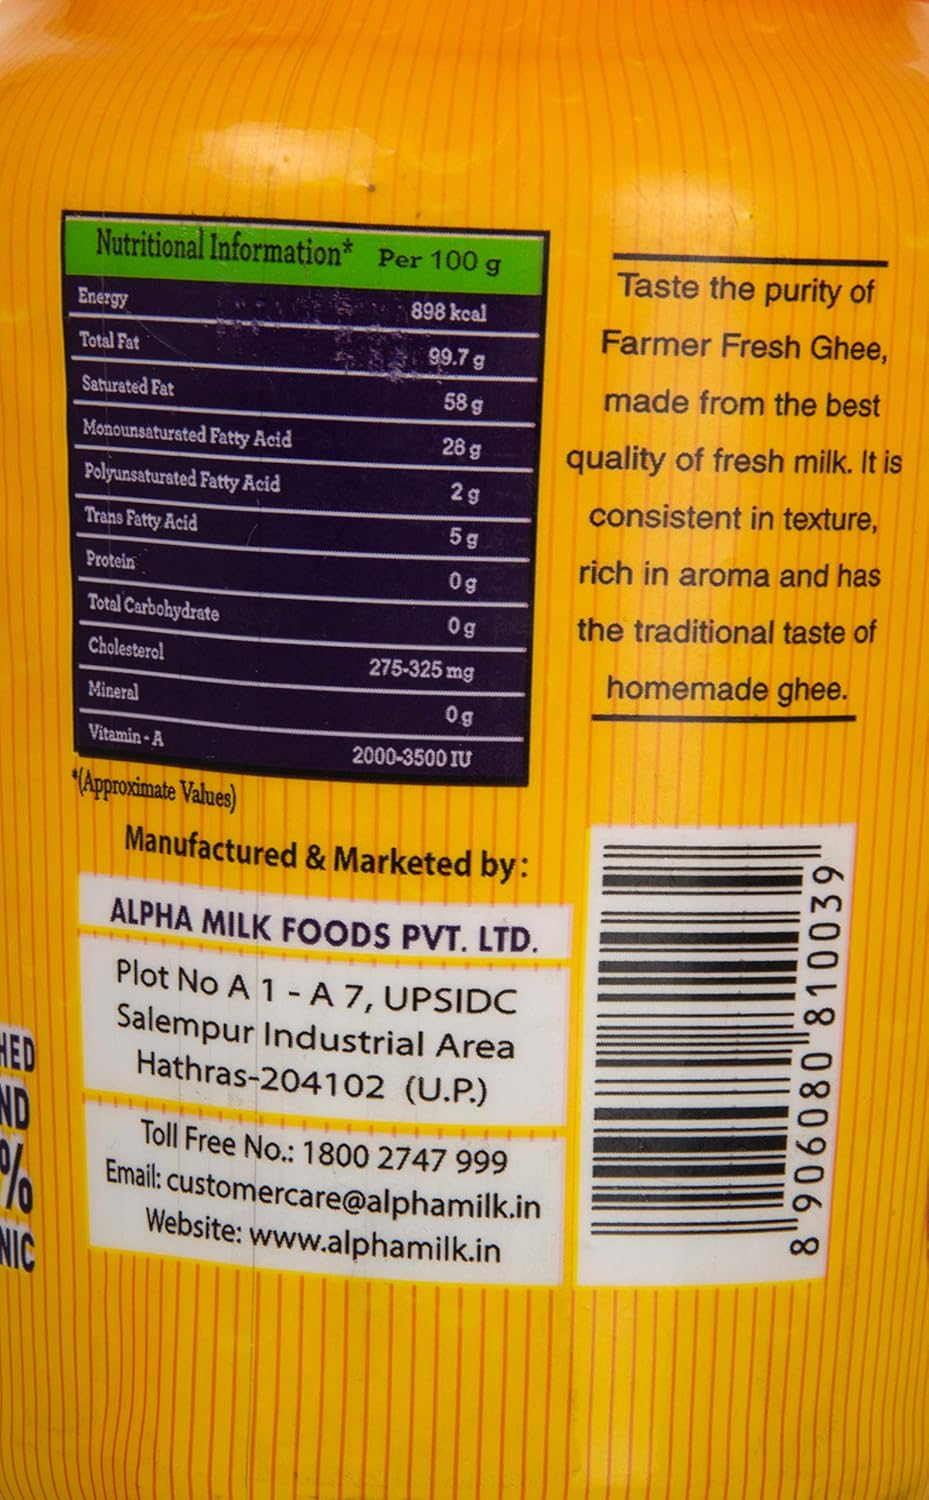 Nutritional Information* Per 100 g
Energy 898 kcal
Total Fat 99.7 g
Saturated Fat 58 g
Monounsaturated Fatty Acid 28 g
Polyunsaturated Fatty Acid 2 g
Trans Fatty Acid 5 g
Protein 0 g
Total Carbohydrate 0 g
Cholesterol 275-325 mg
Mineral 0 g
Vitamin - A 2000-3500 IU
*(Approximate Values)
Taste the purity of
Farmer Fresh Ghee,
made from the best
quality of fresh milk. It is
consistent in texture,
rich in aroma and has
the traditional taste of
homemade ghee.
Manufactured & Marketed by:
ALPHA MILK FOODS PVT. LTD.
Plot No A 1 - A 7, UPSIDC
Salempur Industrial Area
Hathras-204102 (U.P.)
Toll Free No.: 1800 2747 999
Email: customercare@alphamilk.in
Website: www.alphamilk.in
8 906080 810039
HED
ND
%
NIC